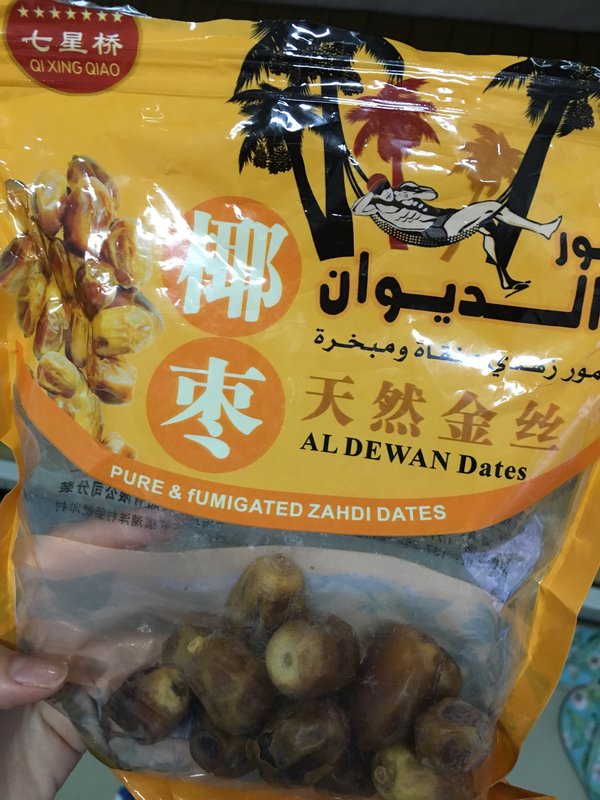 七星桥
QI XING QIAO
椰枣
الديوان
زهدي منقاة ومبخرة
天然金丝
AL DEWAN Dates
PURE & fUMIGATED ZAHDI DATES